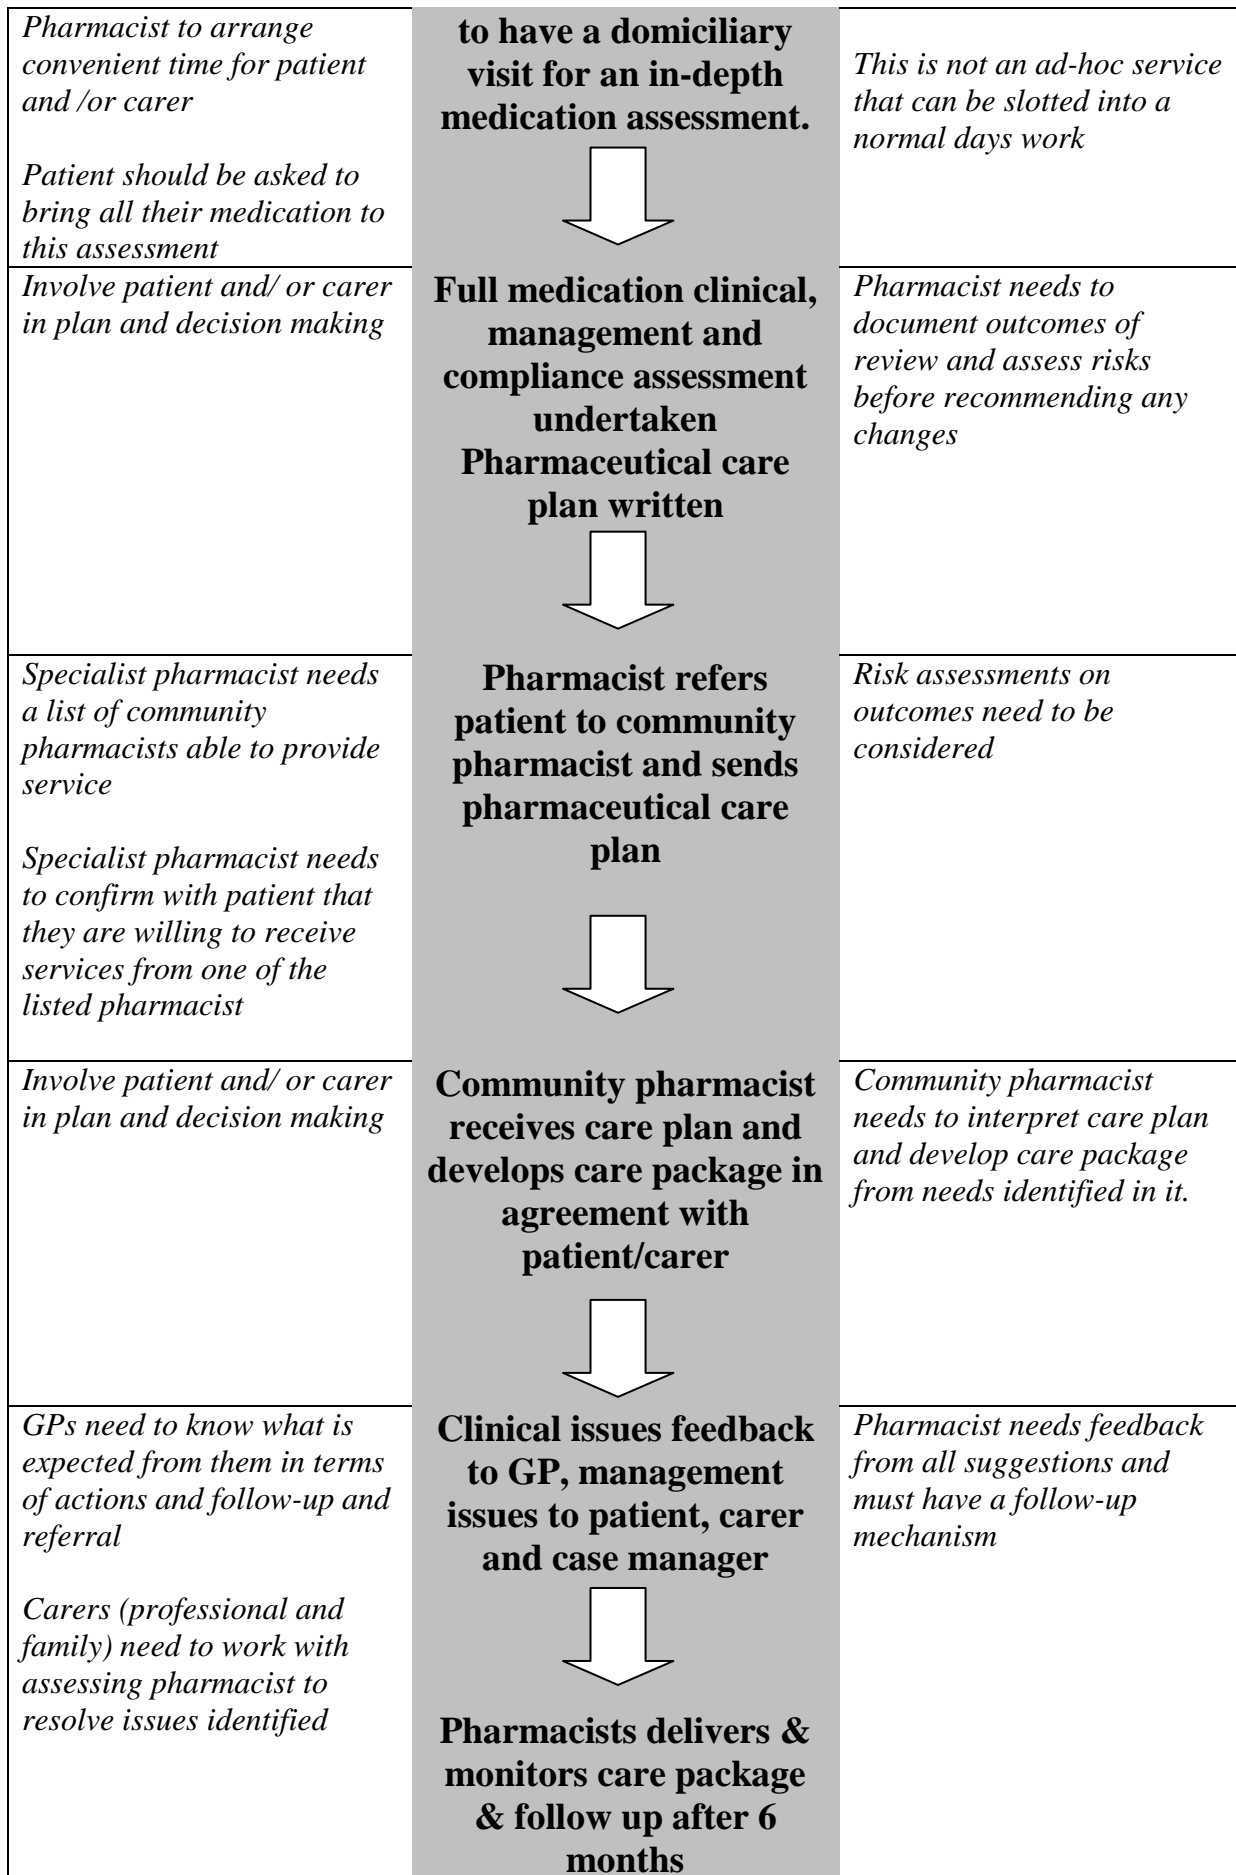 Pharmacist to arrange
convenient time for patient
and /or carer
Patient should be asked to
bring all their medication to
this assessment
to have a domiciliary
visit for an in-depth
medication assessment.
This is not an ad-hoc service
that can be slotted into a
normal days work
Involve patient and/ or carer
in plan and decision making
Full medication clinical,
management and
compliance assessment
undertaken
Pharmaceutical care
plan written
Pharmacist needs to
document outcomes of
review and assess risks
before recommending any
changes
Specialist pharmacist needs
a list of community
pharmacists able to provide
service
Specialist pharmacist needs
to confirm with patient that
they are willing to receive
services from one of the
listed pharmacist
Pharmacist refers
patient to community
pharmacist and sends
pharmaceutical care
plan
Risk assessments on
outcomes need to be
considered
Involve patient and/ or carer
in plan and decision making
Community pharmacist
receives care plan and
develops care package in
agreement with
patient/carer
Community pharmacist
needs to interpret care plan
and develop care package
from needs identified in it.
GPs need to know what is
expected from them in terms
of actions and follow-up and
referral
Carers (professional and
family) need to work with
assessing pharmacist to
resolve issues identified
Clinical issues feedback
to GP, management
issues to patient, carer
and case manager
Pharmacists delivers &
monitors care package
& follow up after 6
months
Pharmacist needs feedback
from all suggestions and
must have a follow-up
mechanism